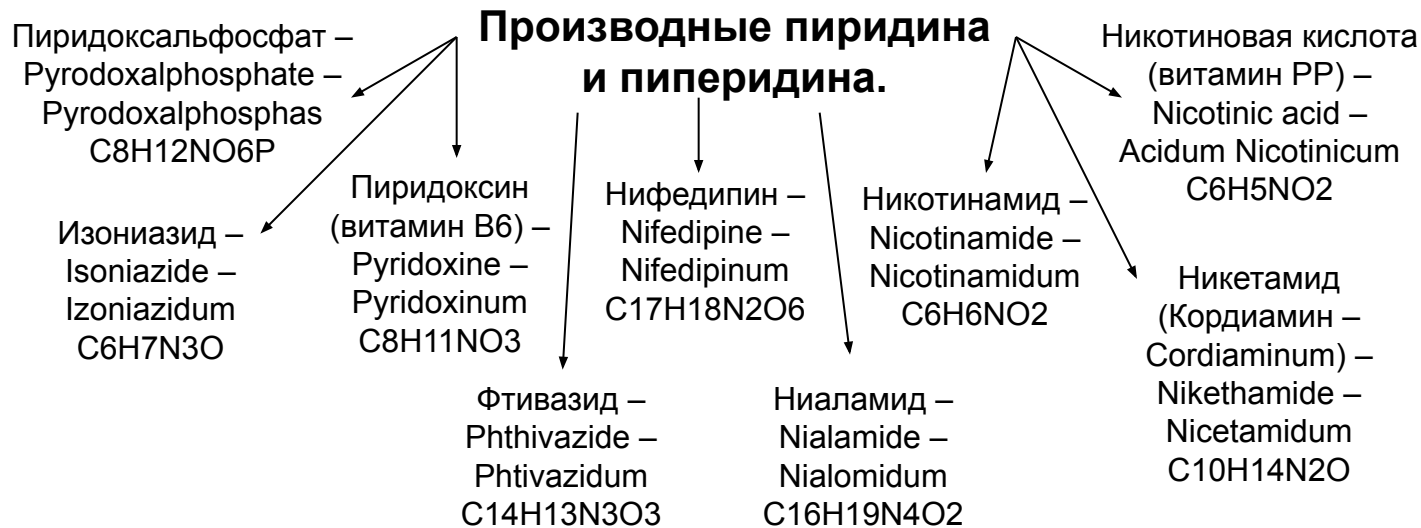 Производные пиридина
и пиперидина.
Пиридоксальфосфат –
Pyrodoxalphosphate –
Pyrodoxalphosphas
C8H12NO6P
Изониазид –
Isoniazide –
Izoniazidum
C6H7N3O
Пиридоксин
(витамин В6) –
Pyridoxine –
Pyridoxinum
C8H11NO3
Фтивазид –
Phthivazide –
Phtivazidum
C14H13N3O3
Нифедипин –
Nifedipine –
Nifedipinum
C17H18N2O6
Ниаламид –
Nialamide –
Nialomidum
C16H19N4O2
Никотинамид –
Nicotinamide –
Nicotinamidum
C6H6NO2
Никотиновая кислота
(витамин РР) –
Nicotinic acid –
Acidum Nicotinicum
C6H5NO2
Никетамид
(Кордиамин –
Cordiaminum) –
Nikethamide –
Nicetamidum
C10H14N2O